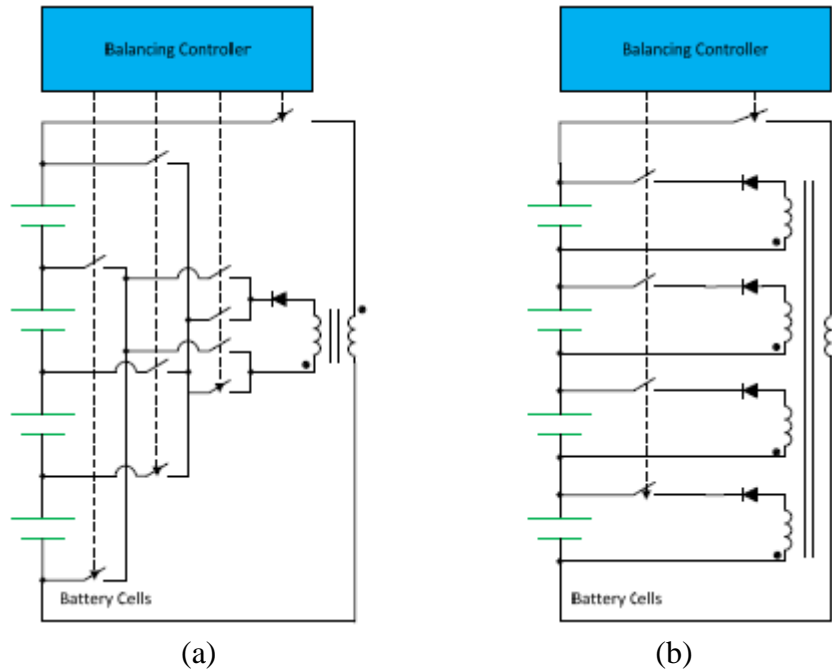 Balancing Controller
Balancing Controller
Battery Cells
Battery Cells
(a)
(b)